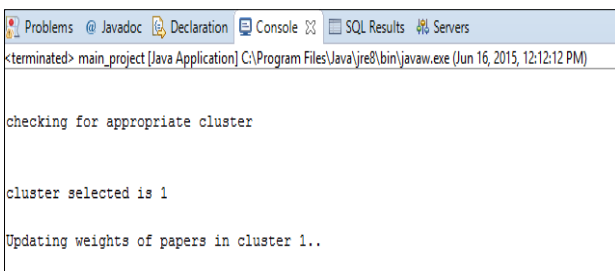 Problems @ Javadoc Declaration Console SQL Results Servers
<terminated> main_project [Java Application] C:\Program Files\Java\jre8\bin\javaw.exe (Jun 16, 2015, 12:12:12 PM)
checking for appropriate cluster
cluster selected is 1
Updating weights of papers in cluster 1..